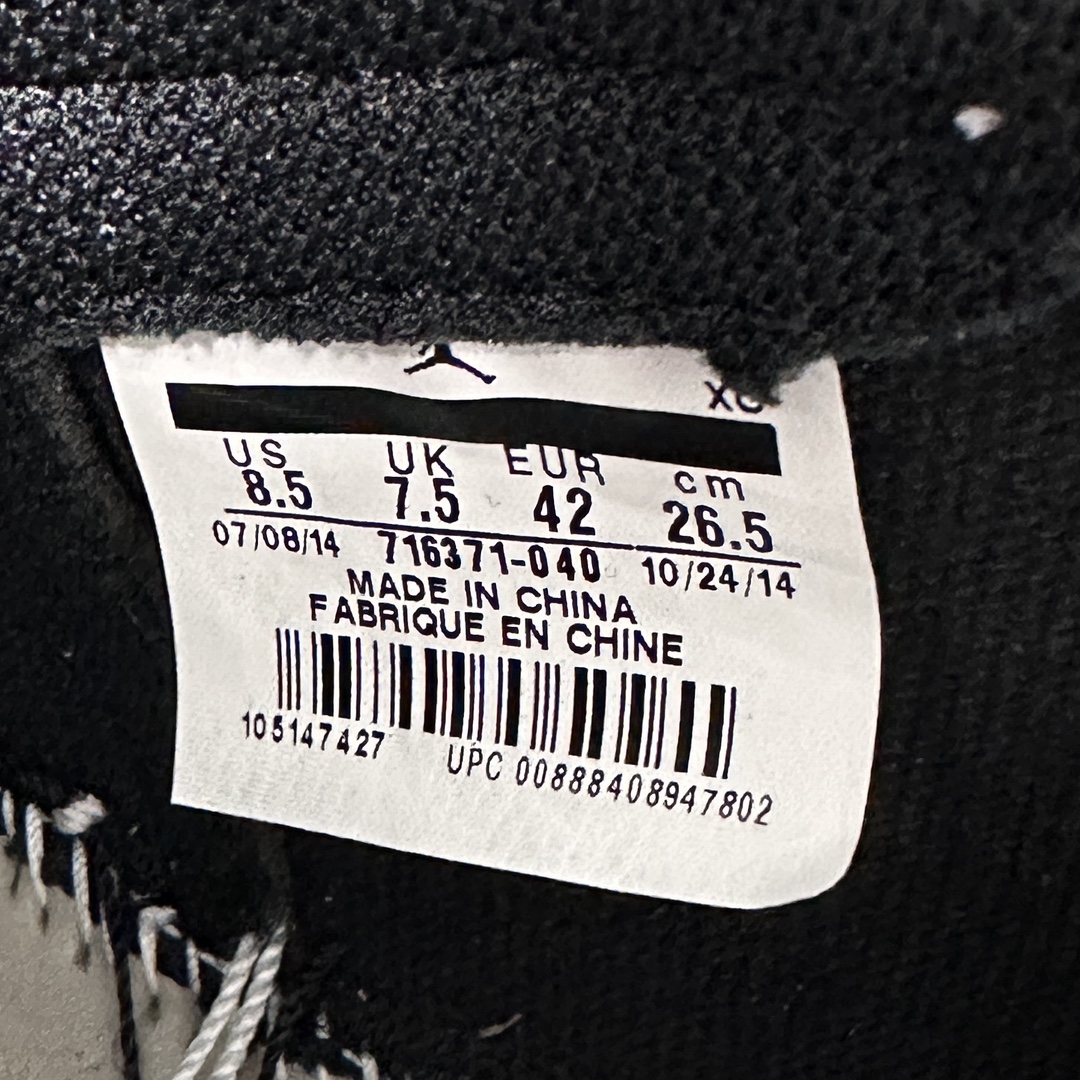 US UK EUR cm
8.5 7.5 42 26.5
07/08/14 716371-040 10/24/14
MADE IN CHINA
FABRIQUE EN CHINE
105147427 UPC 00888408947802